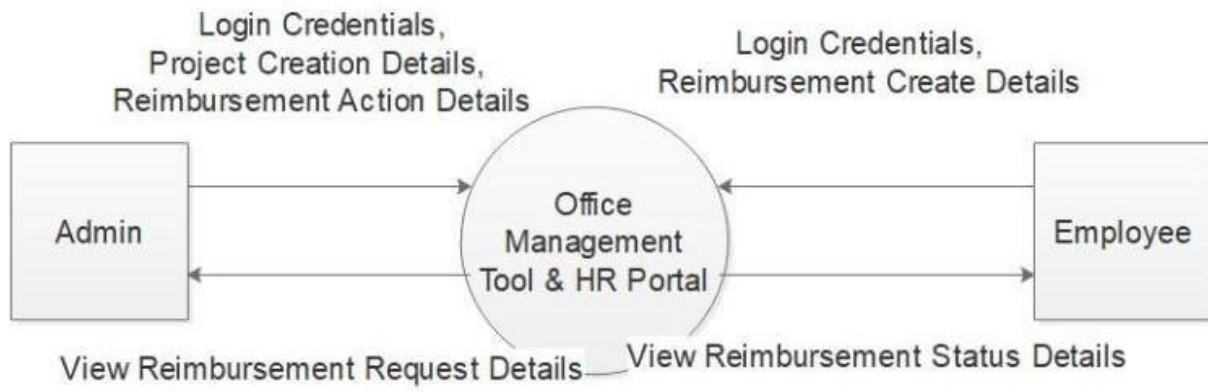 Login Credentials,
Project Creation Details,
Reimbursement Action Details
Login Credentials,
Reimbursement Create Details
Admin
Office
Management
Tool & HR Portal
Employee
View Reimbursement Request Details
View Reimbursement Status Details